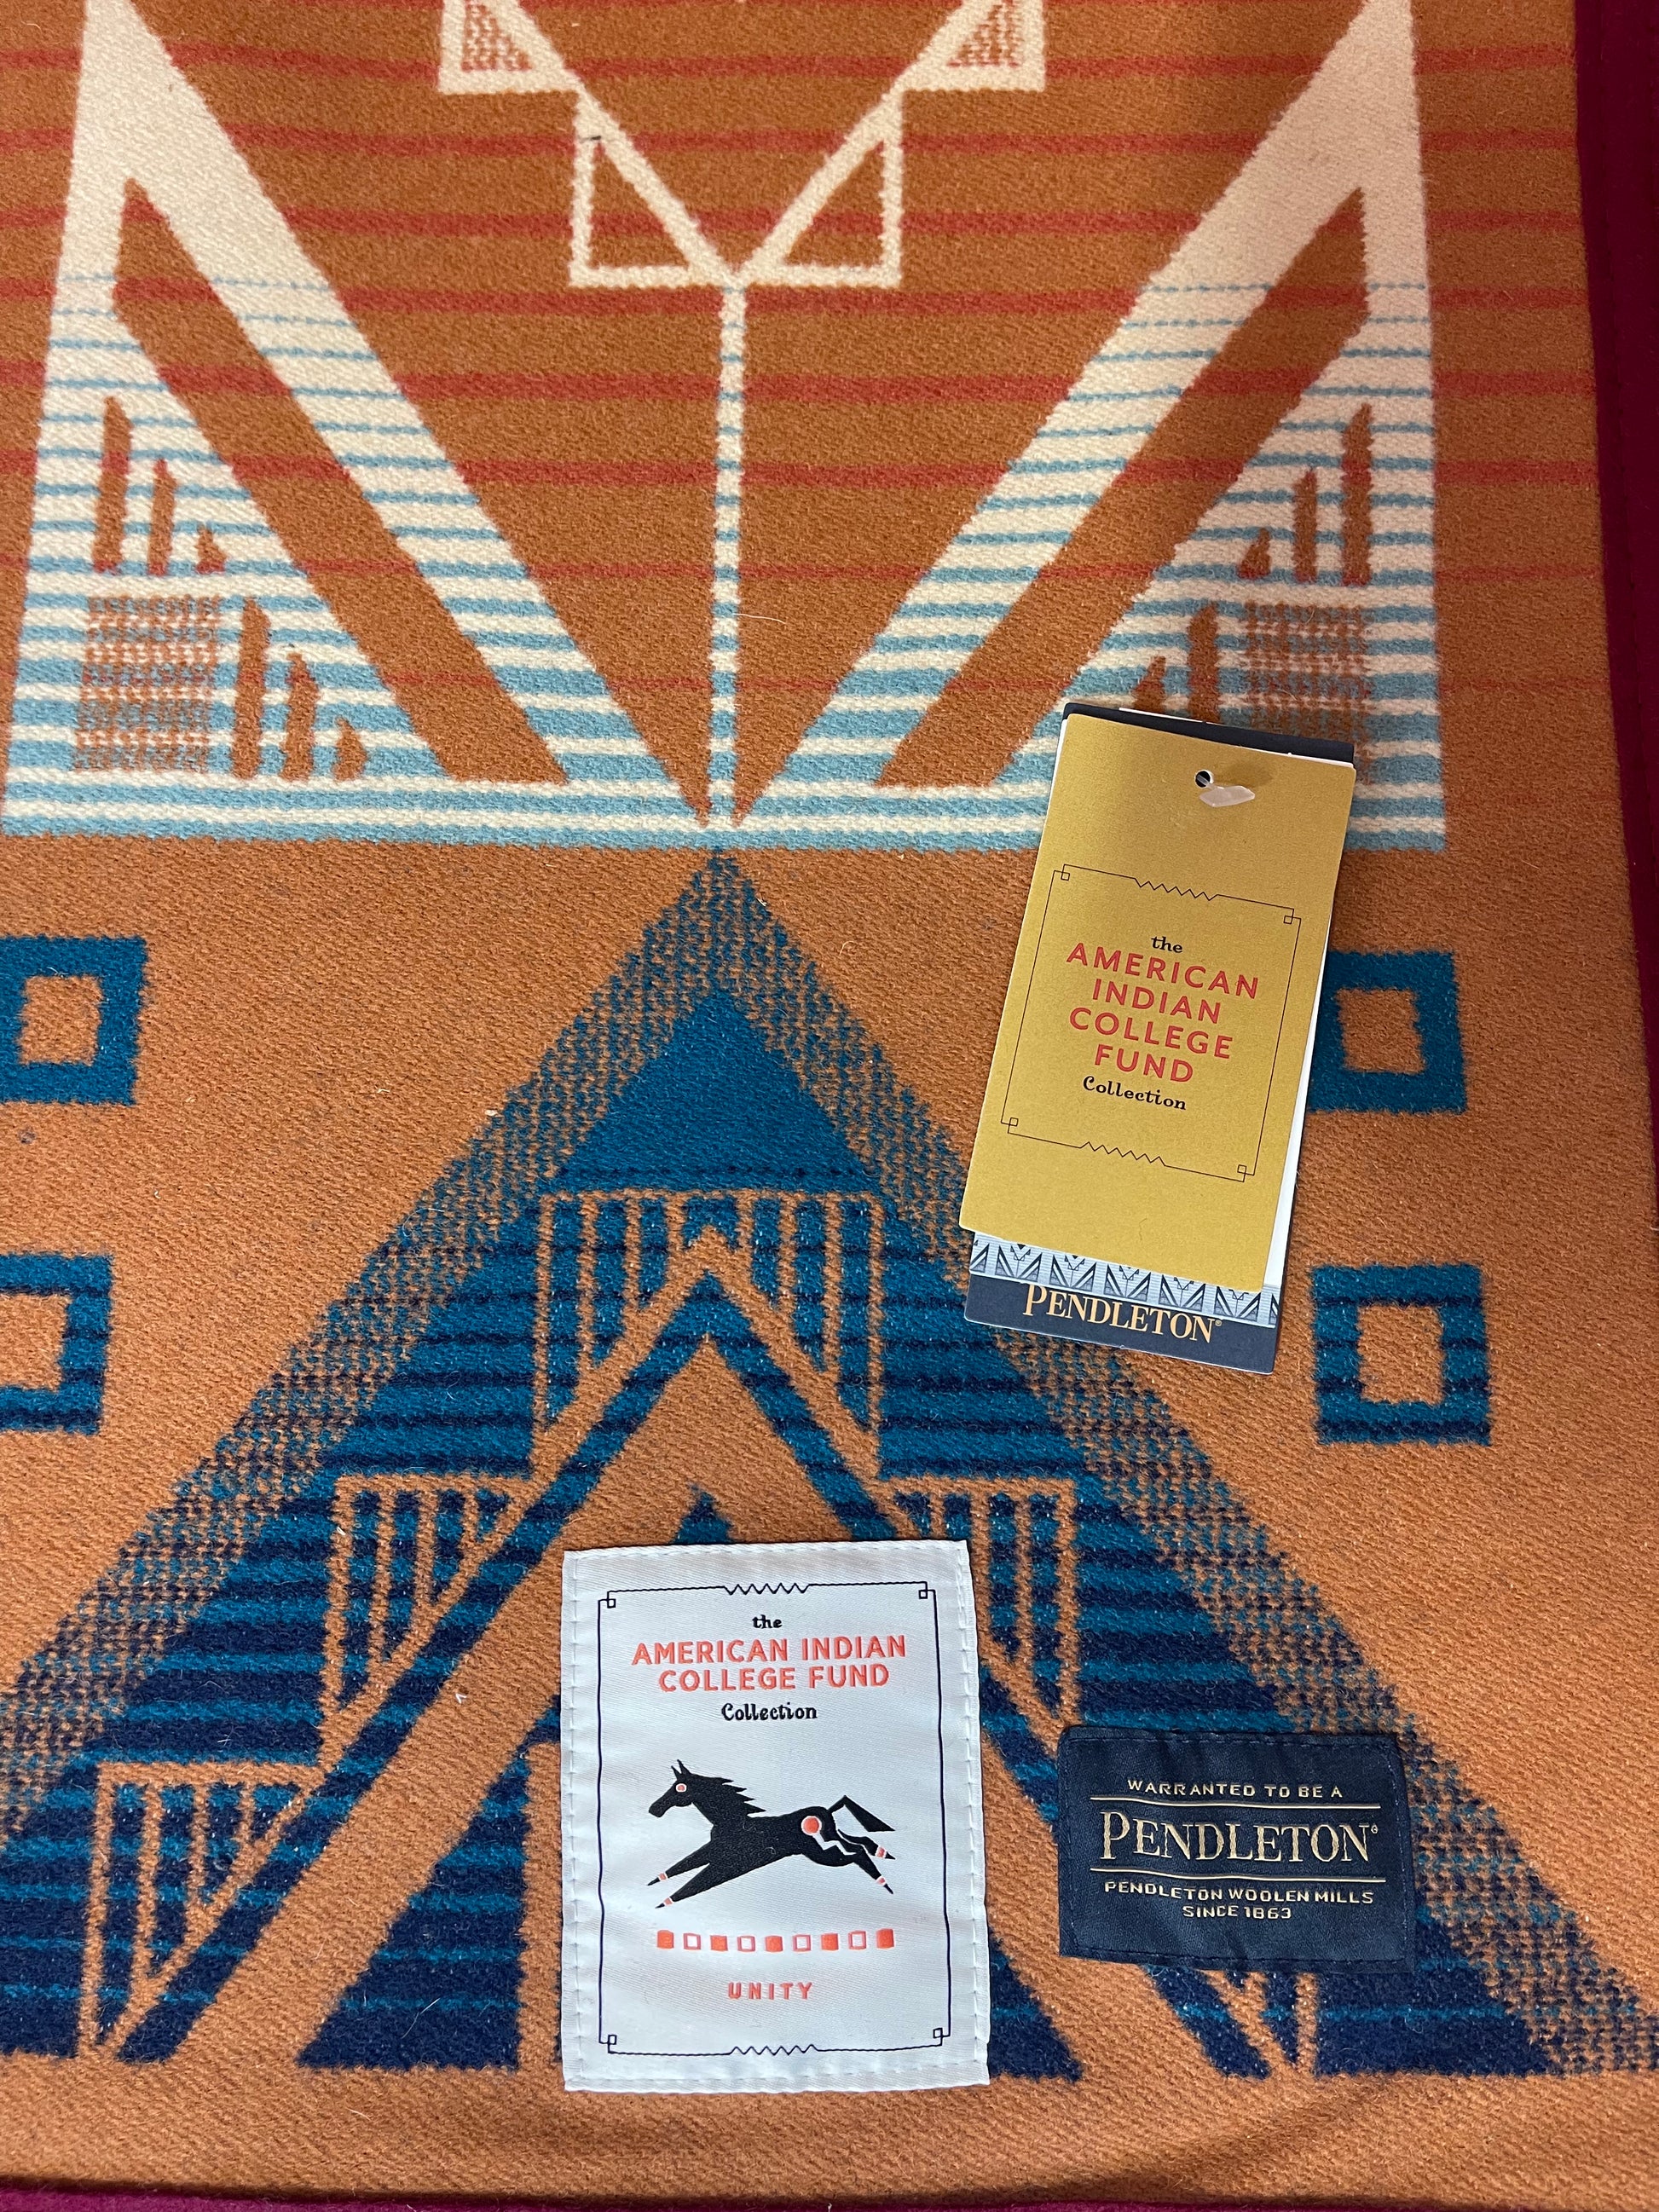 the
AMERICAN
INDIAN
COLLEGE
FUND
Collection
PENDLETON®
the
AMERICAN INDIAN
COLLEGE FUND
Collection
UNITY
WARRANTED TO BE A
PENDLETON®
PENDLETON WOOLEN MILLS
SINCE 1863